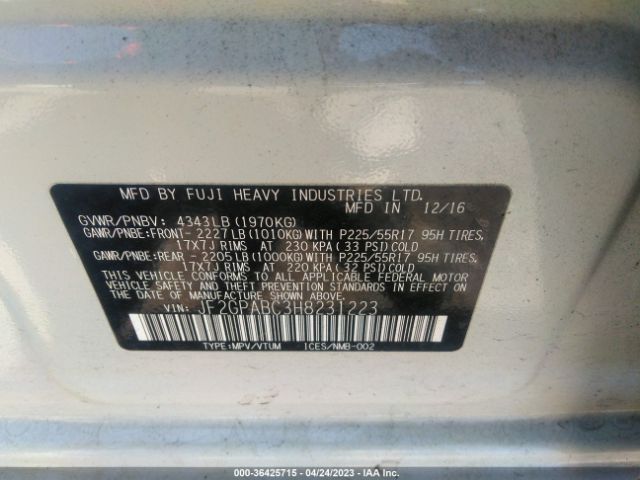 MFD BY FUJI HEAVY INDUSTRIES LTD.
MFD IN 12/16
GVWR/PNBV: 4343LB(1970KG)
GAWR/PNBE:FRONT- 2227LB(1010KG)WITH P225/55R17 95H TIRES,
17X7J RIMS AT 230 KPA(33 PSI)COLD
GAWR/PNBE:REAR - 2205LB(1000KG)WITH P225/55R17 95H TIRES,
17X7J RIMS AT 220 KPA(32 PSI)COLD
THIS VEHICLE CONFORMS TO ALL APPLICABLE FEDERAL MOTOR
VEHICLE SAFETY AND THEFT PREVENTION STANDARDS IN EFFECT
ON THE DATE OF MANUFACTURE SHOWN ABOVE.
VIN: JF2GPABC3H8231223
TYPE:MPV/VTUM ICES/NMB-002
000-36425715 - 04/24/2023 - IAAI.COM